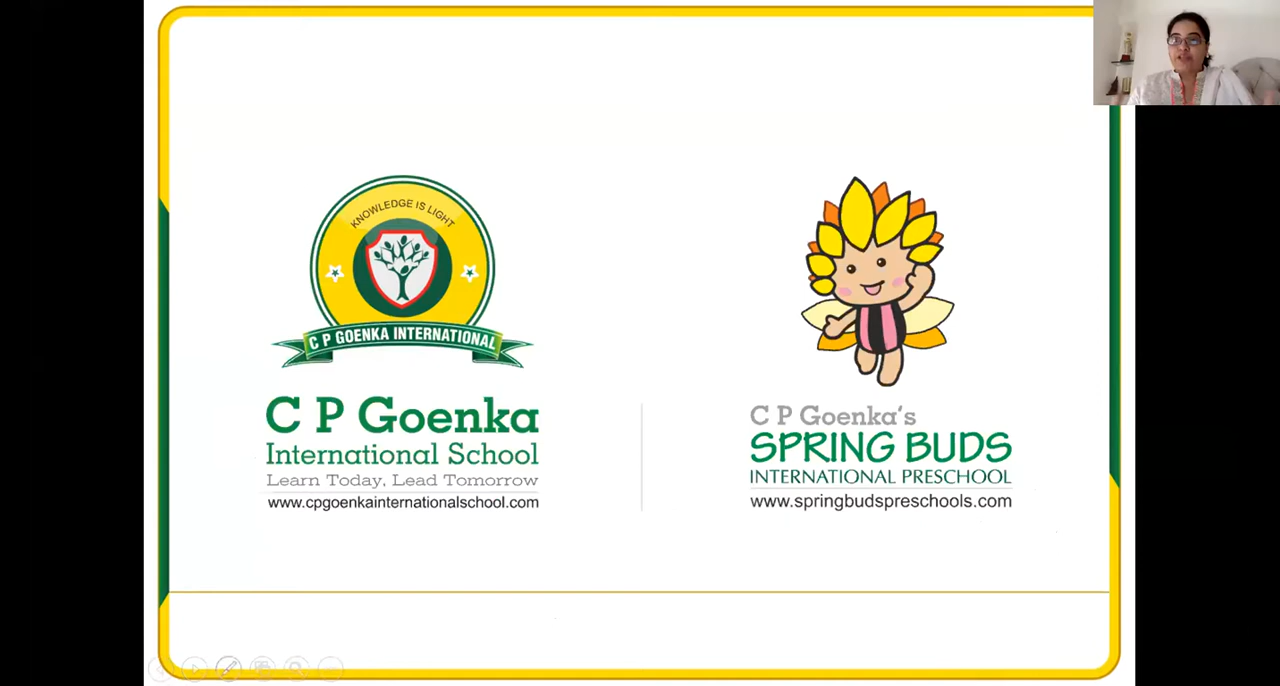 KNOWLEDGE IS LIGHT
C P GOENKA INTERNATIONAL
C P Goenka
International School
Learn Today, Lead Tomorrow
www.cpgoenkainternationalschool.com
C P Goenka's
SPRING BUDS
INTERNATIONAL PRESCHOOL
www.springbudspreschools.com